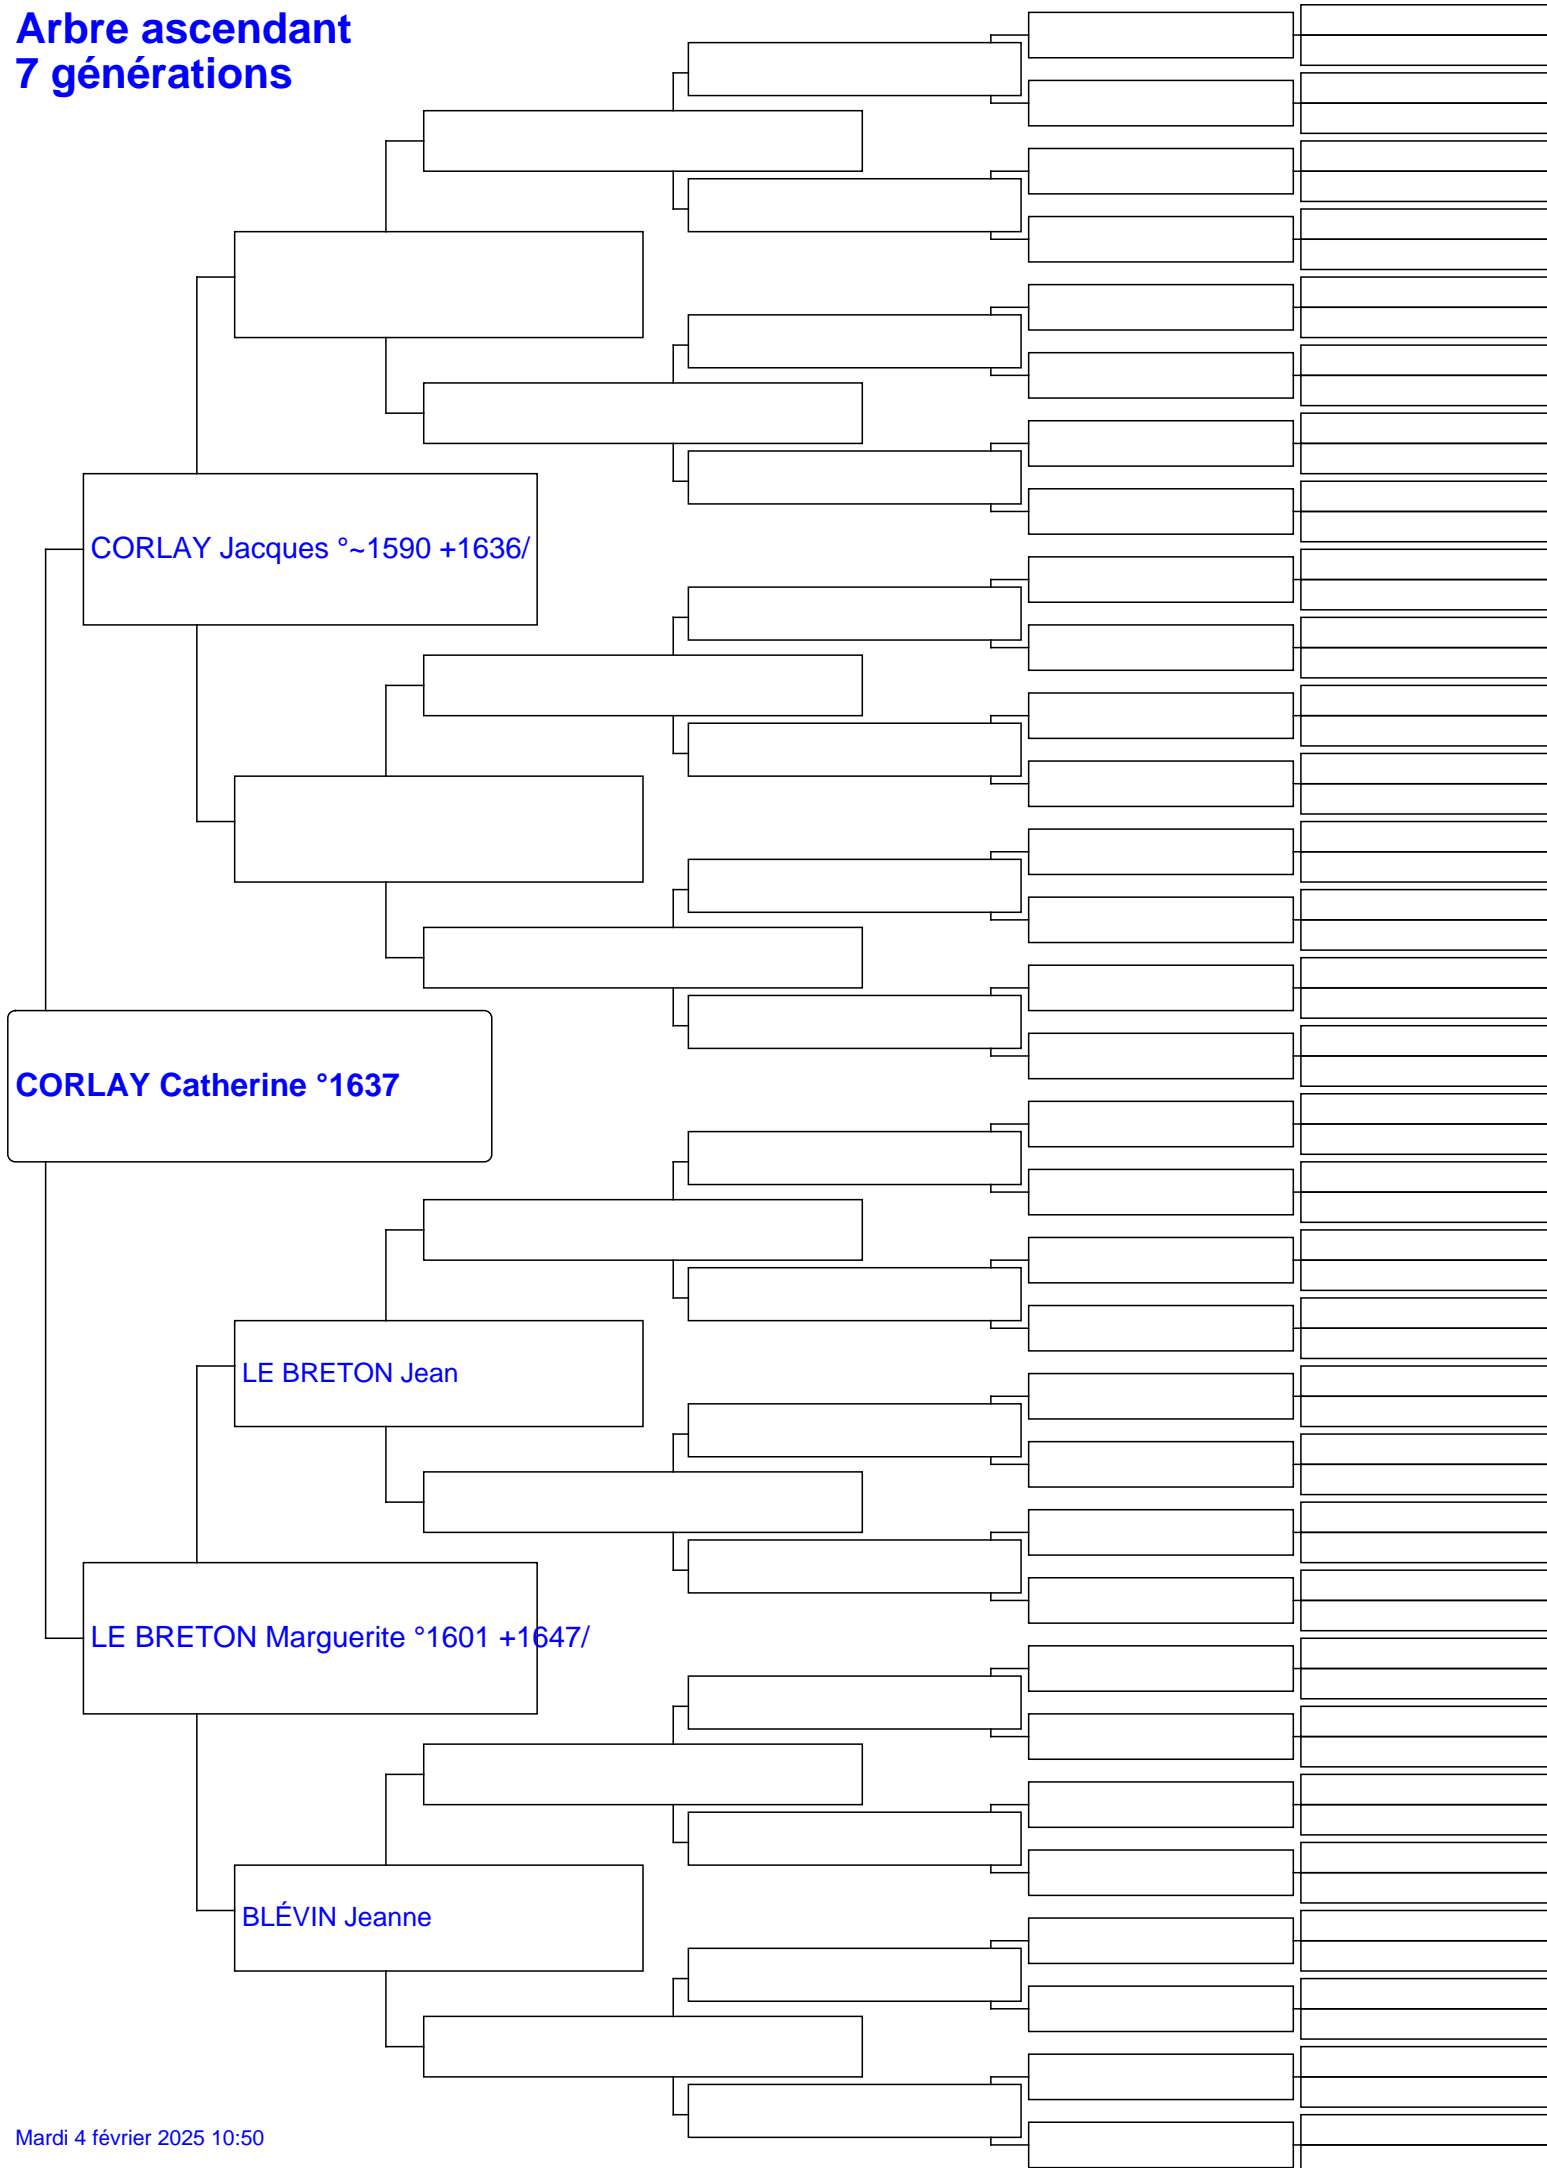 Arbre ascendant
7 générations
CORLAY Jacques °~1590 +1636/
CORLAY Catherine °1637
LE BRETON Jean
LE BRETON Marguerite °1601 +1647/
BLÉVIN Jeanne
Mardi 4 février 2025 10:50